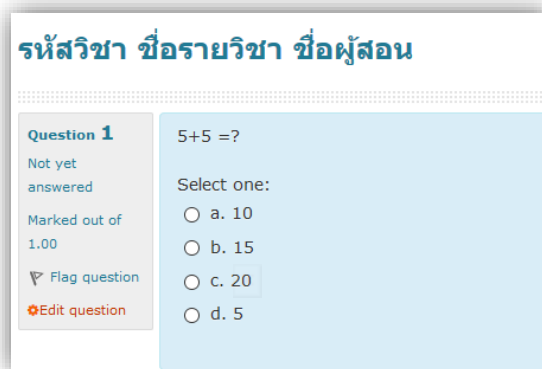 รหัสวิชา ชื่อรายวิชา ชื่อผู้สอน
Question 1
Not yet
answered
Marked out of
1.00
Flag question
Edit question
5+5 =?
Select one:
a. 10
b. 15
c. 20
d. 5